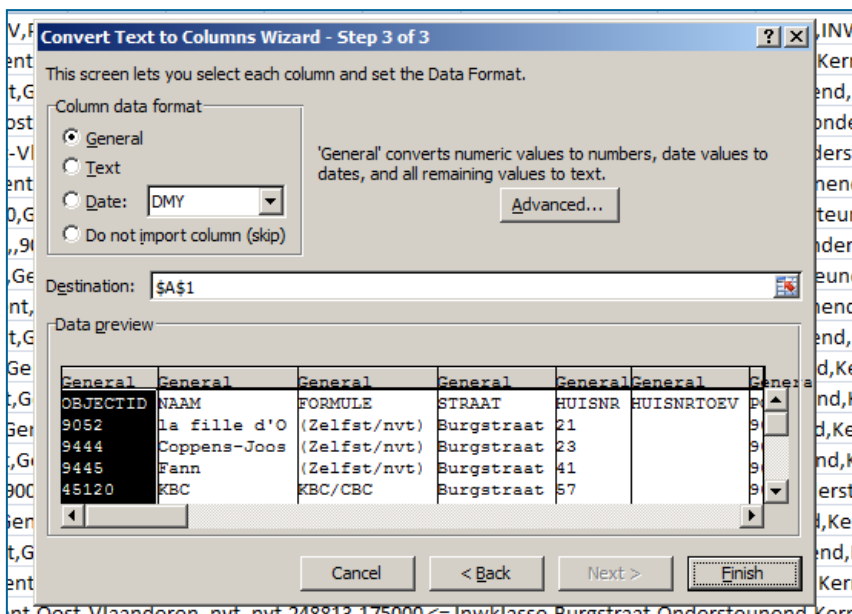 Convert Text to Columns Wizard - Step 3 of 3
This screen lets you select each column and set the Data Format.
Column data format
General
Text
Date: DMY
Do not import column (skip)
'General' converts numeric values to numbers, date values to
dates, and all remaining values to text.
Advanced...
Destination: $A$1
Data preview
General General General General General General Genera
OBJECTID NAAM FORMULE STRAAT HUISNR HUISNRTOEV
9052 la fille d'O (Zelfst/nvt) Burgstraat 21
9444 Coppens-Joos (Zelfst/nvt) Burgstraat 23
9445 Fann (Zelfst/nvt) Burgstraat 41
45120 KBC KBC/CBC Burgstraat 57
Cancel < Back Next > Finish
nt Oost-Vlaanderen, nvt, nvt,248813,175000 <= Inwklasse,Burgstraat,Ondersteunend,Kern